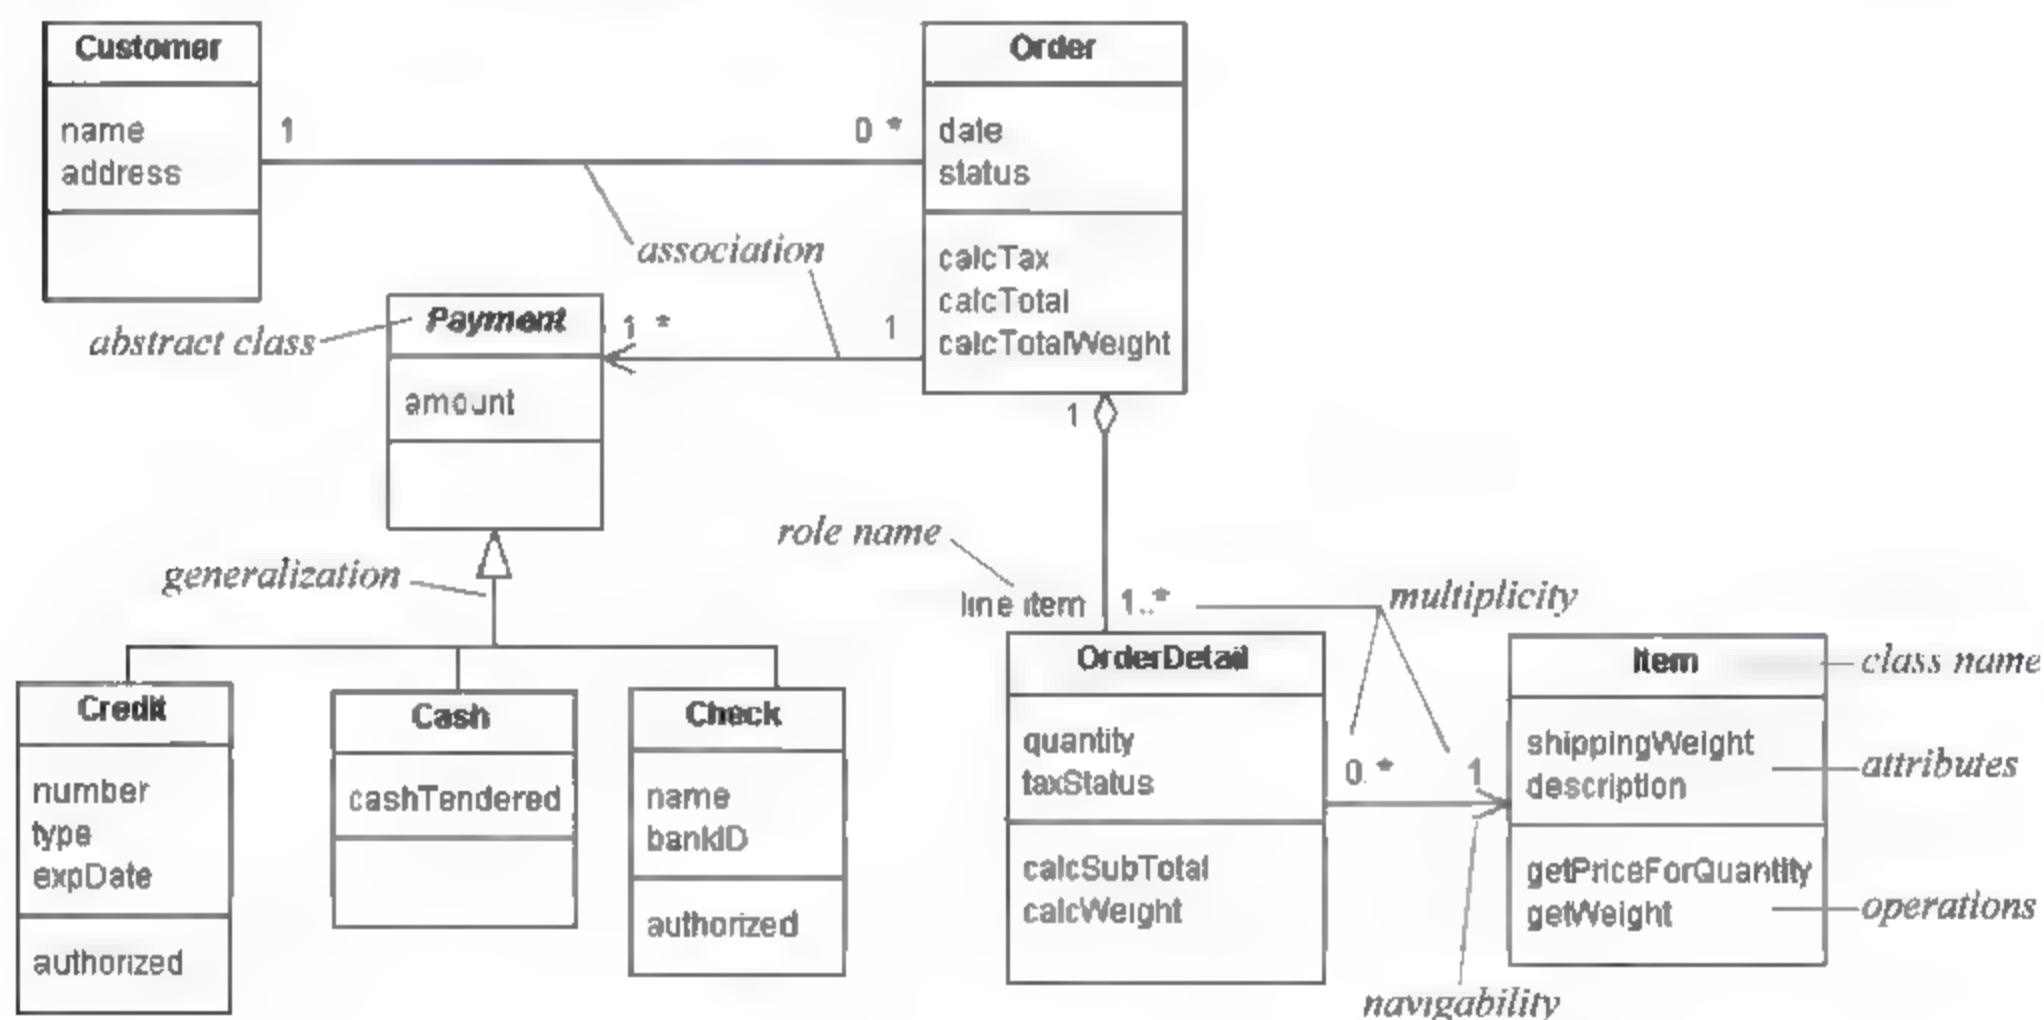 Customer
name
address
1
0 *
association
Order
date
status
calcTax
calcTotal
calcTotalWeight
abstract class
Payment
amount
1 *
1
1
role name
line item
1..*
multiplicity
generalization
Credit
number
type
expDate
authorized
Cash
cashTendered
Check
name
bankID
authorized
OrderDetail
quantity
taxStatus
calcSubTotal
calcWeight
0. *
1
Item
shippingWeight
description
getPriceForQuantity
getWeight
class name
attributes
operations
navigability